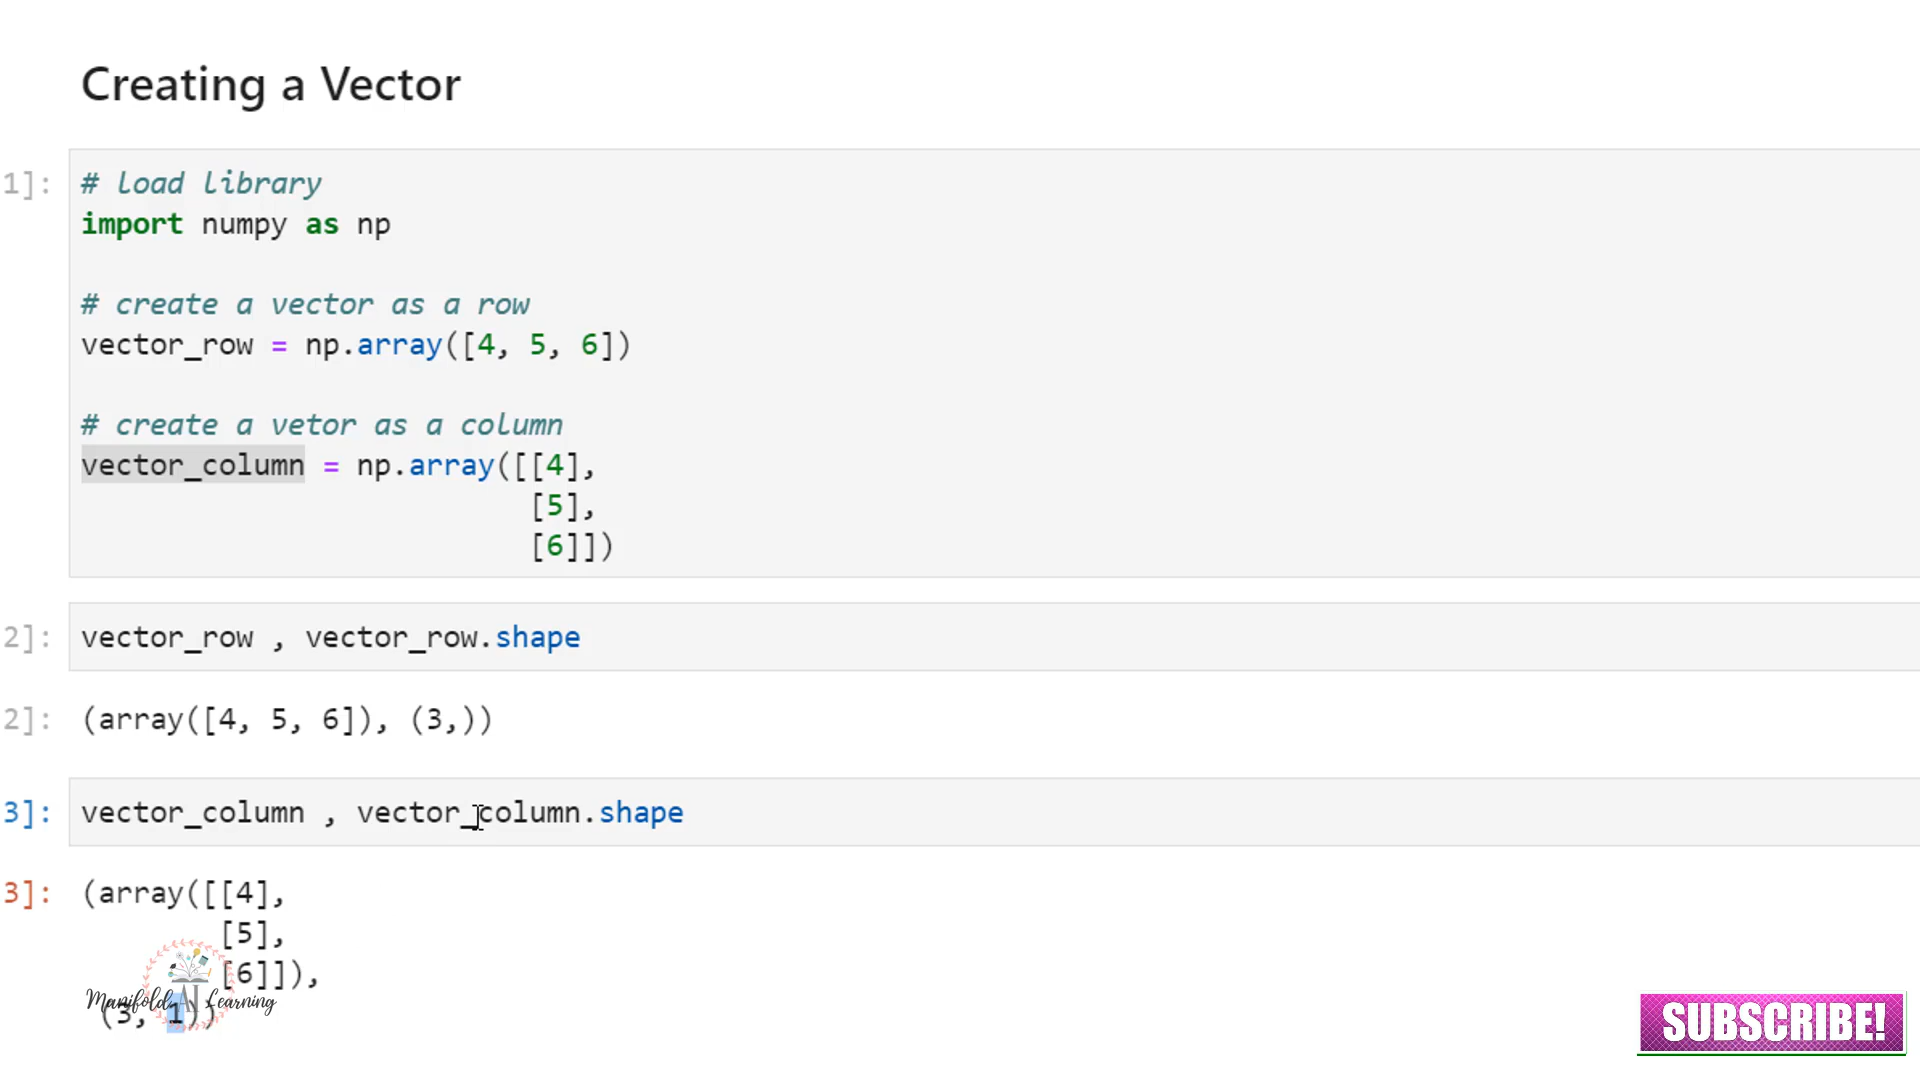 Creating a Vector
1]: # load library
import numpy as np
# create a vector as a row
vector_row = np.array([4, 5, 6])
# create a vetor as a column
vector_column = np.array([[4],
[5],
[6]])
2]: vector_row , vector_row.shape
2]: (array([4, 5, 6]), (3,))
3]: vector_column , vector_column.shape
3]: (array([[4],
[5],
[6]]),
(3, 1))
Manifold AI Learning
SUBSCRIBE!